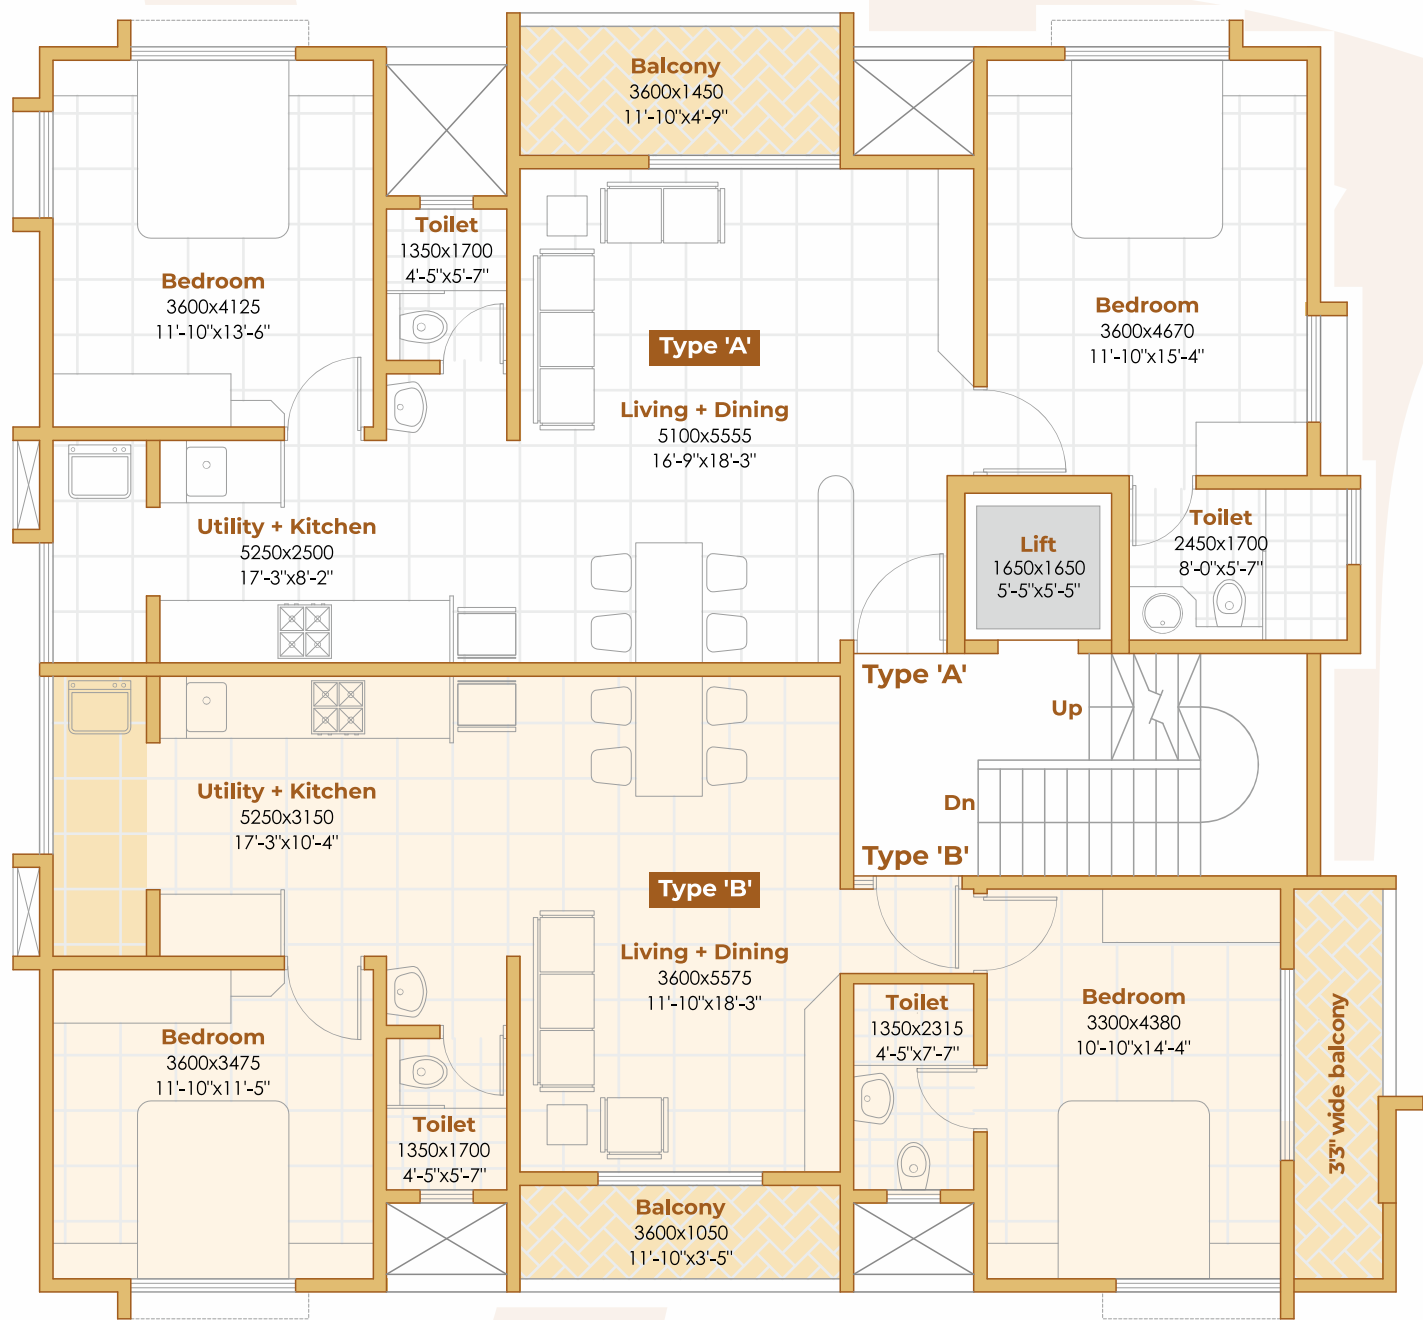 Balcony
3600x1450
11'-10"x4'-9"
Toilet
1350x1700
4'-5"x5'-7"
Bedroom
3600x4125
11'-10"x13'-6"
Bedroom
3600x4670
11'-10"x15'-4"
Type 'A'
Living + Dining
5100x5555
16'-9"x18'-3"
Utility + Kitchen
5250x2500
17'-3"x8'-2"
Lift
1650x1650
5'-5"x5'-5"
Toilet
2450x1700
8'-0"x5'-7"
Type 'A'
Up
Dn
Type 'B'
Utility + Kitchen
5250x3150
17'-3"x10'-4"
Type 'B'
Living + Dining
3600x5575
11'-10"x18'-3"
Toilet
1350x2315
4'-5"x7'-7"
Bedroom
3300x4380
10'-10"x14'-4"
3'3" wide balcony
Bedroom
3600x3475
11'-10"x11'-5"
Toilet
1350x1700
4'-5"x5'-7"
Balcony
3600x1050
11'-10"x3'-5"